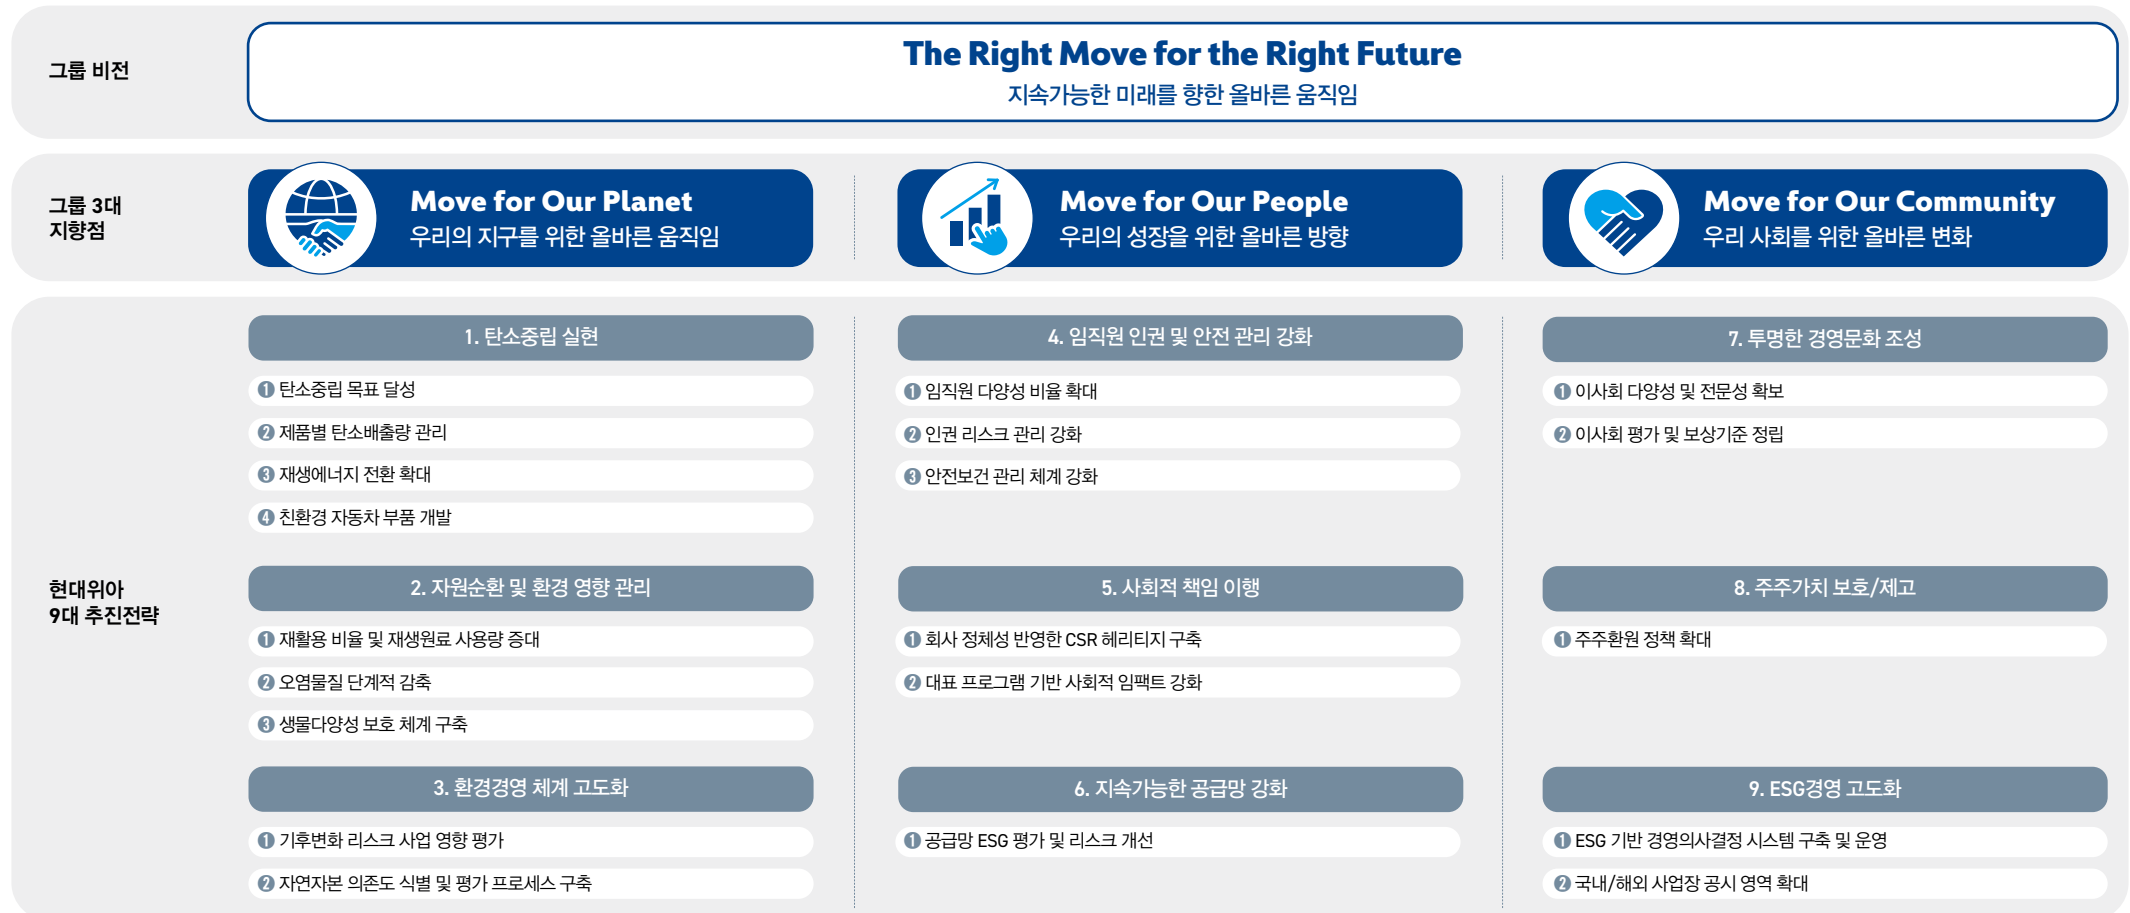 그룹 비전
The Right Move for the Right Future
지속가능한 미래를 향한 올바른 움직임
그룹 3대
지향점
Move for Our Planet
우리의 지구를 위한 올바른 움직임
Move for Our People
우리의 성장을 위한 올바른 방향
Move for Our Community
우리 사회를 위한 올바른 변화
현대위아
9대 추진전략
1. 탄소중립 실현
❶ 탄소중립 목표 달성
❷ 제품별 탄소배출량 관리
❸ 재생에너지 전환 확대
❹ 친환경 자동차 부품 개발
2. 자원순환 및 환경 영향 관리
❶ 재활용 비율 및 재생원료 사용량 증대
❷ 오염물질 단계적 감축
❸ 생물다양성 보호 체계 구축
3. 환경경영 체계 고도화
❶ 기후변화 리스크 사업 영향 평가
❷ 자연자본 의존도 식별 및 평가 프로세스 구축
4. 임직원 인권 및 안전 관리 강화
❶ 임직원 다양성 비율 확대
❷ 인권 리스크 관리 강화
❸ 안전보건 관리 체계 강화
5. 사회적 책임 이행
❶ 회사 정체성 반영한 CSR 헤리티지 구축
❷ 대표 프로그램 기반 사회적 임팩트 강화
6. 지속가능한 공급망 강화
❶ 공급망 ESG 평가 및 리스크 개선
7. 투명한 경영문화 조성
❶ 이사회 다양성 및 전문성 확보
❷ 이사회 평가 및 보상기준 정립
8. 주주가치 보호/제고
❶ 주주환원 정책 확대
9. ESG경영 고도화
❶ ESG 기반 경영의사결정 시스템 구축 및 운영
❷ 국내/해외 사업장 공시 영역 확대